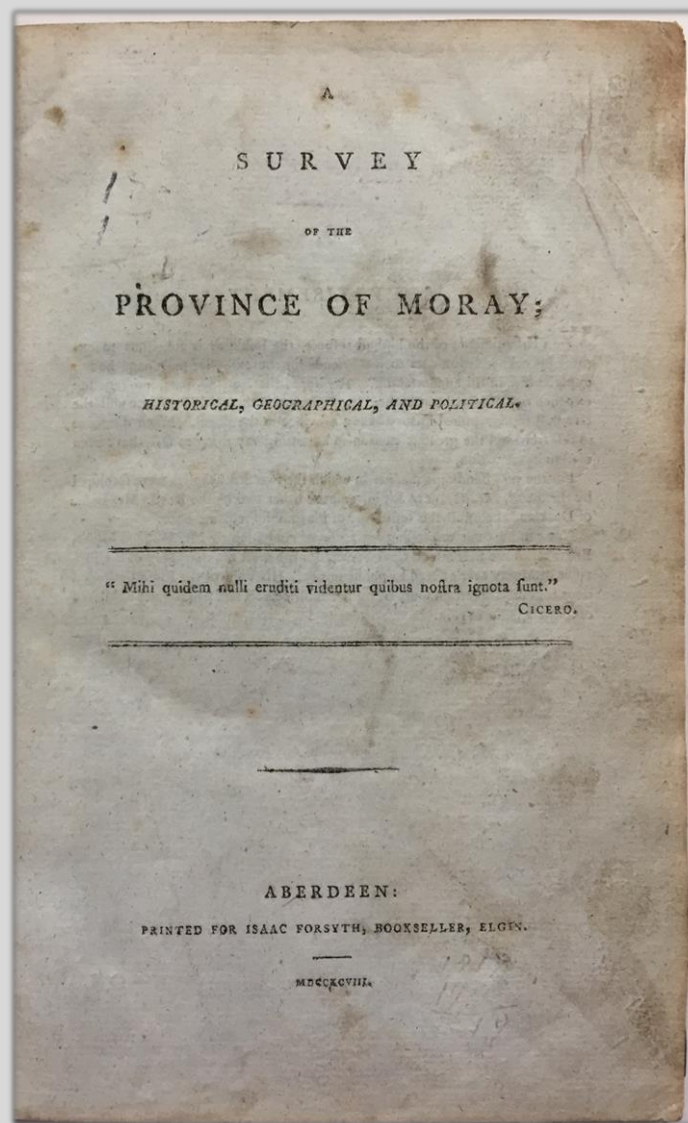 A
SURVEY
OF THE
PROVINCE OF MORAY;
HISTORICAL, GEOGRAPHICAL, AND POLITICAL.
“ Mihi quidem nulli eruditi videntur quibus noſtra ignota ſunt.”
CICERO.
ABERDEEN:
PRINTED FOR ISAAC FORSYTH, BOOKSELLER, ELGIN.
MDCCXCVIII.